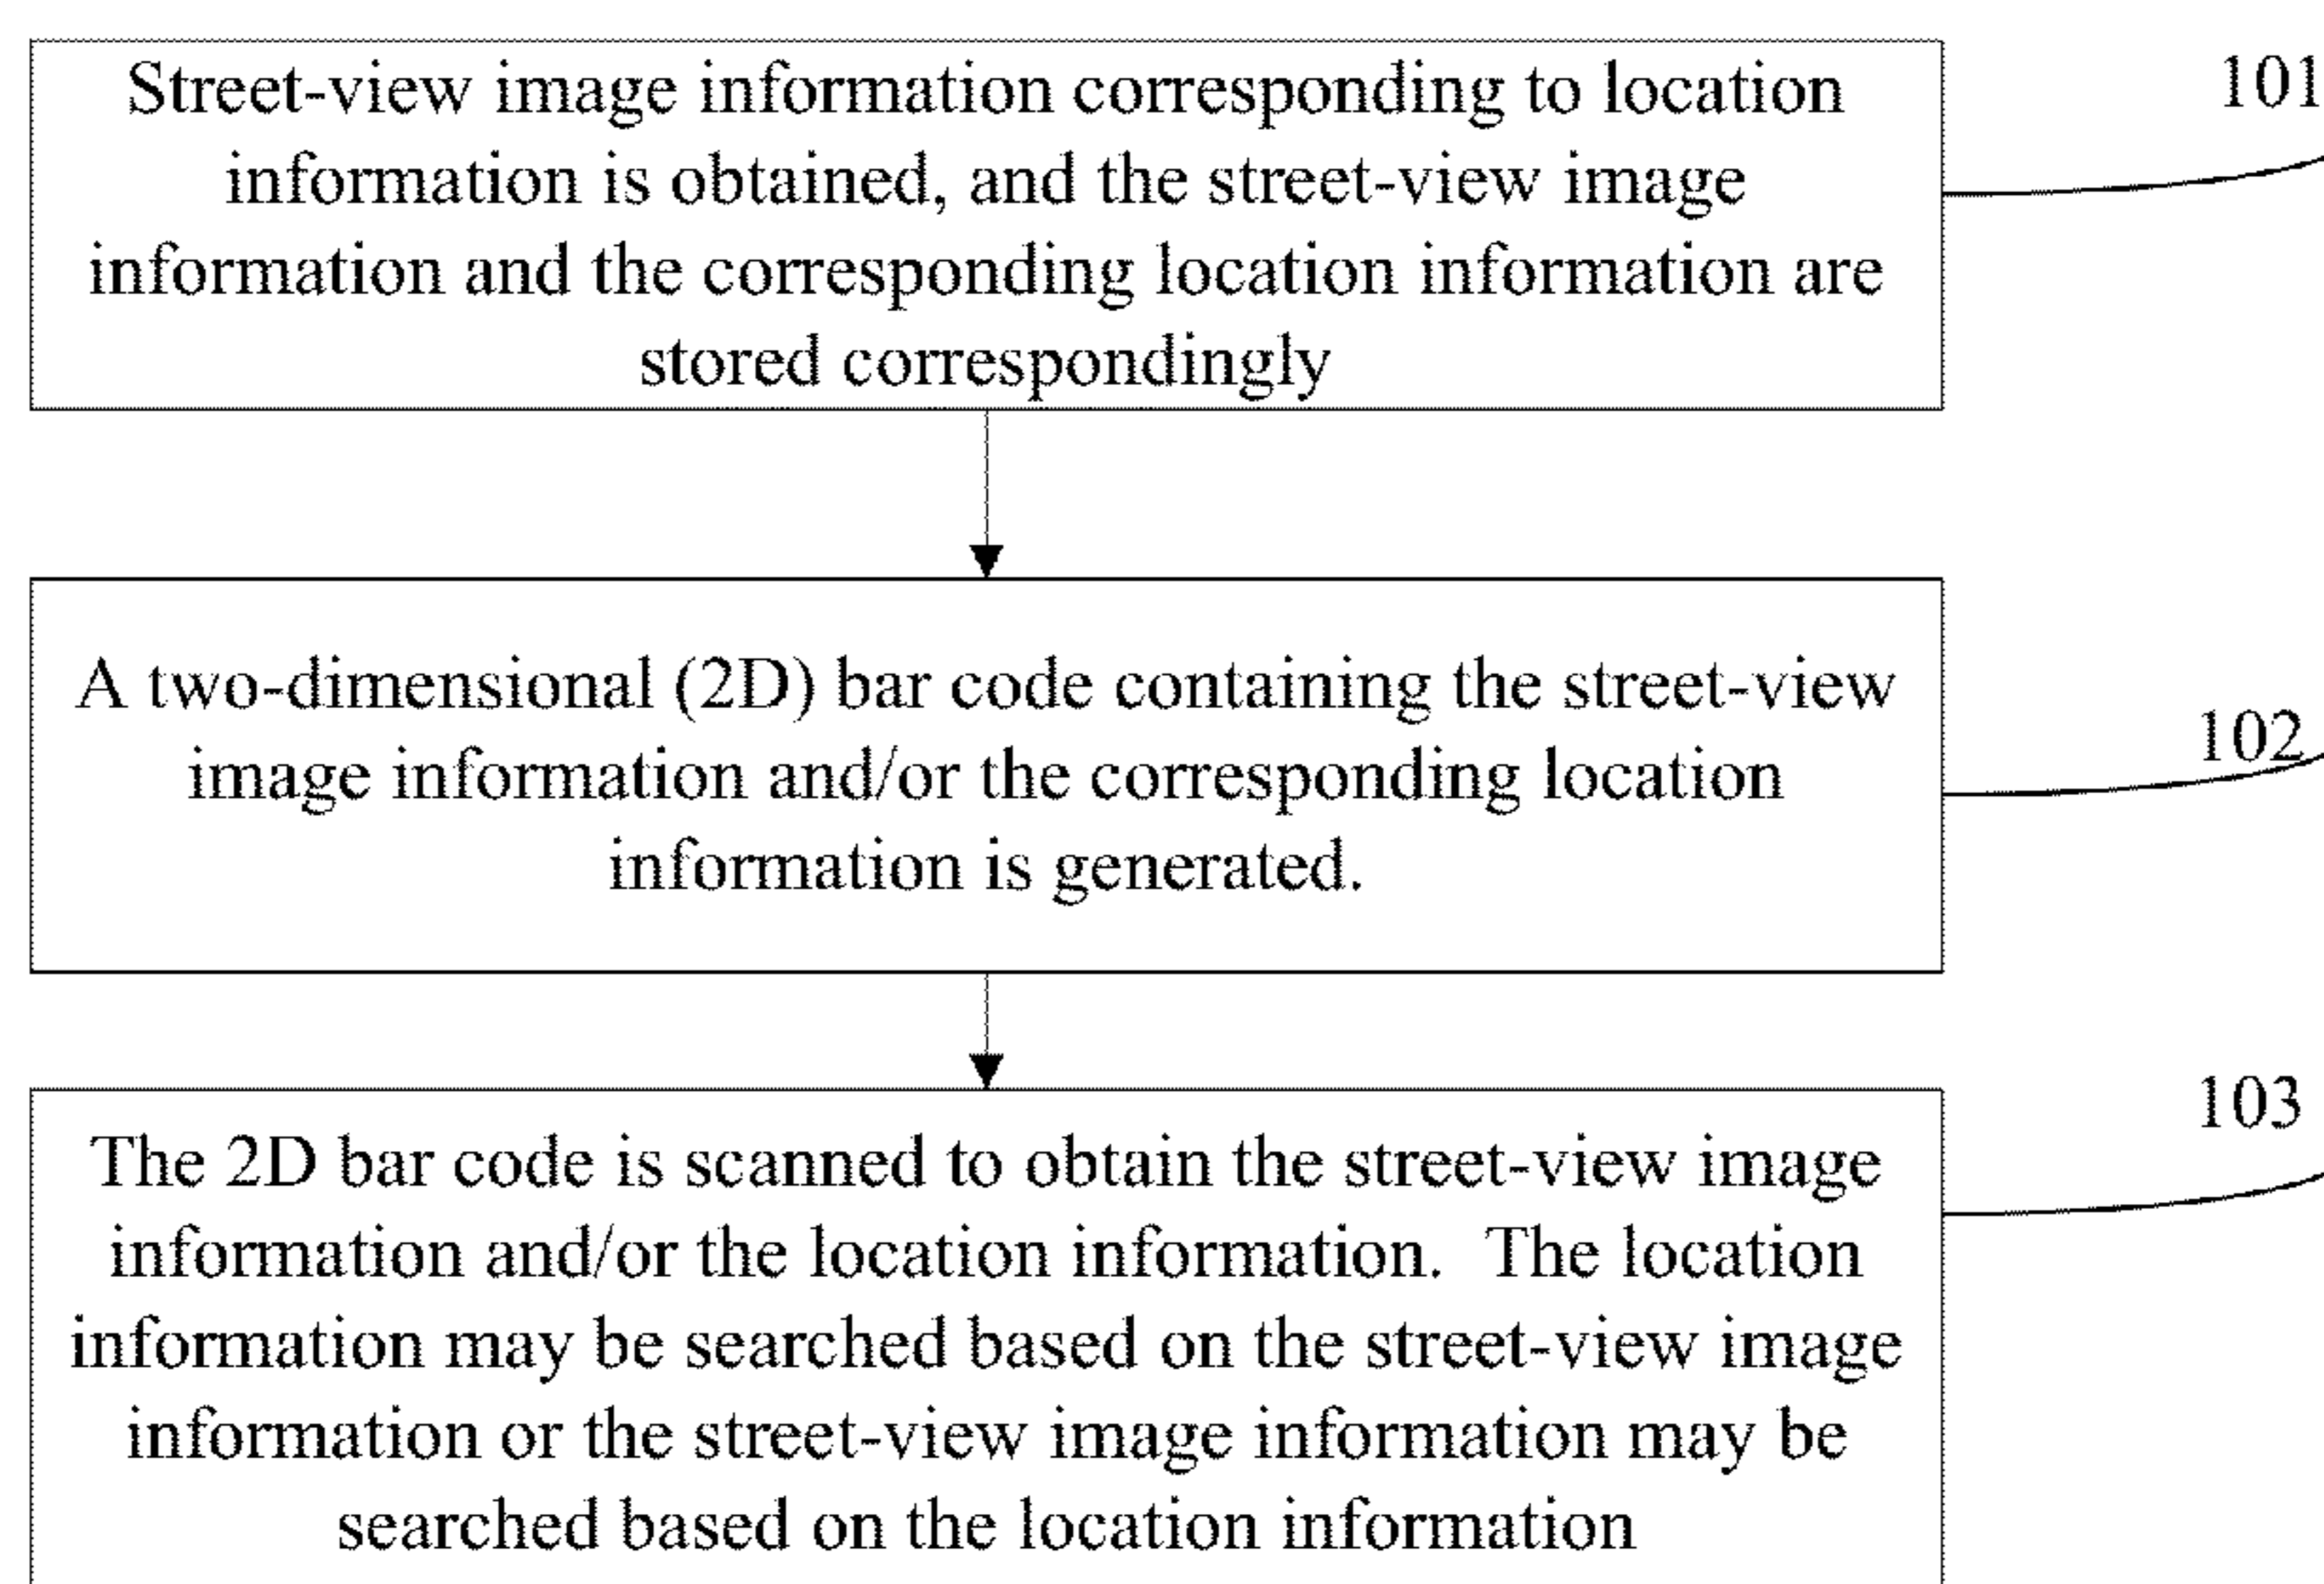 Street-view image information corresponding to location
information is obtained, and the street-view image
information and the corresponding location information are
stored correspondingly
101
A two-dimensional (2D) bar code containing the street-view
image information and/or the corresponding location
information is generated.
102
The 2D bar code is scanned to obtain the street-view image
information and/or the location information.  The location
information may be searched based on the street-view image
information or the street-view image information may be
searched based on the location information
103